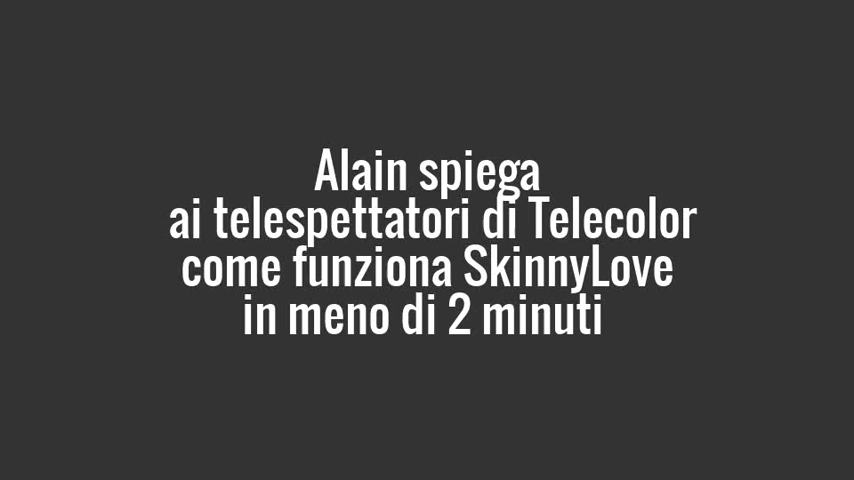 Alain spiega
ai telespettatori di Telecolor
come funziona SkinnyLove
in meno di 2 minuti